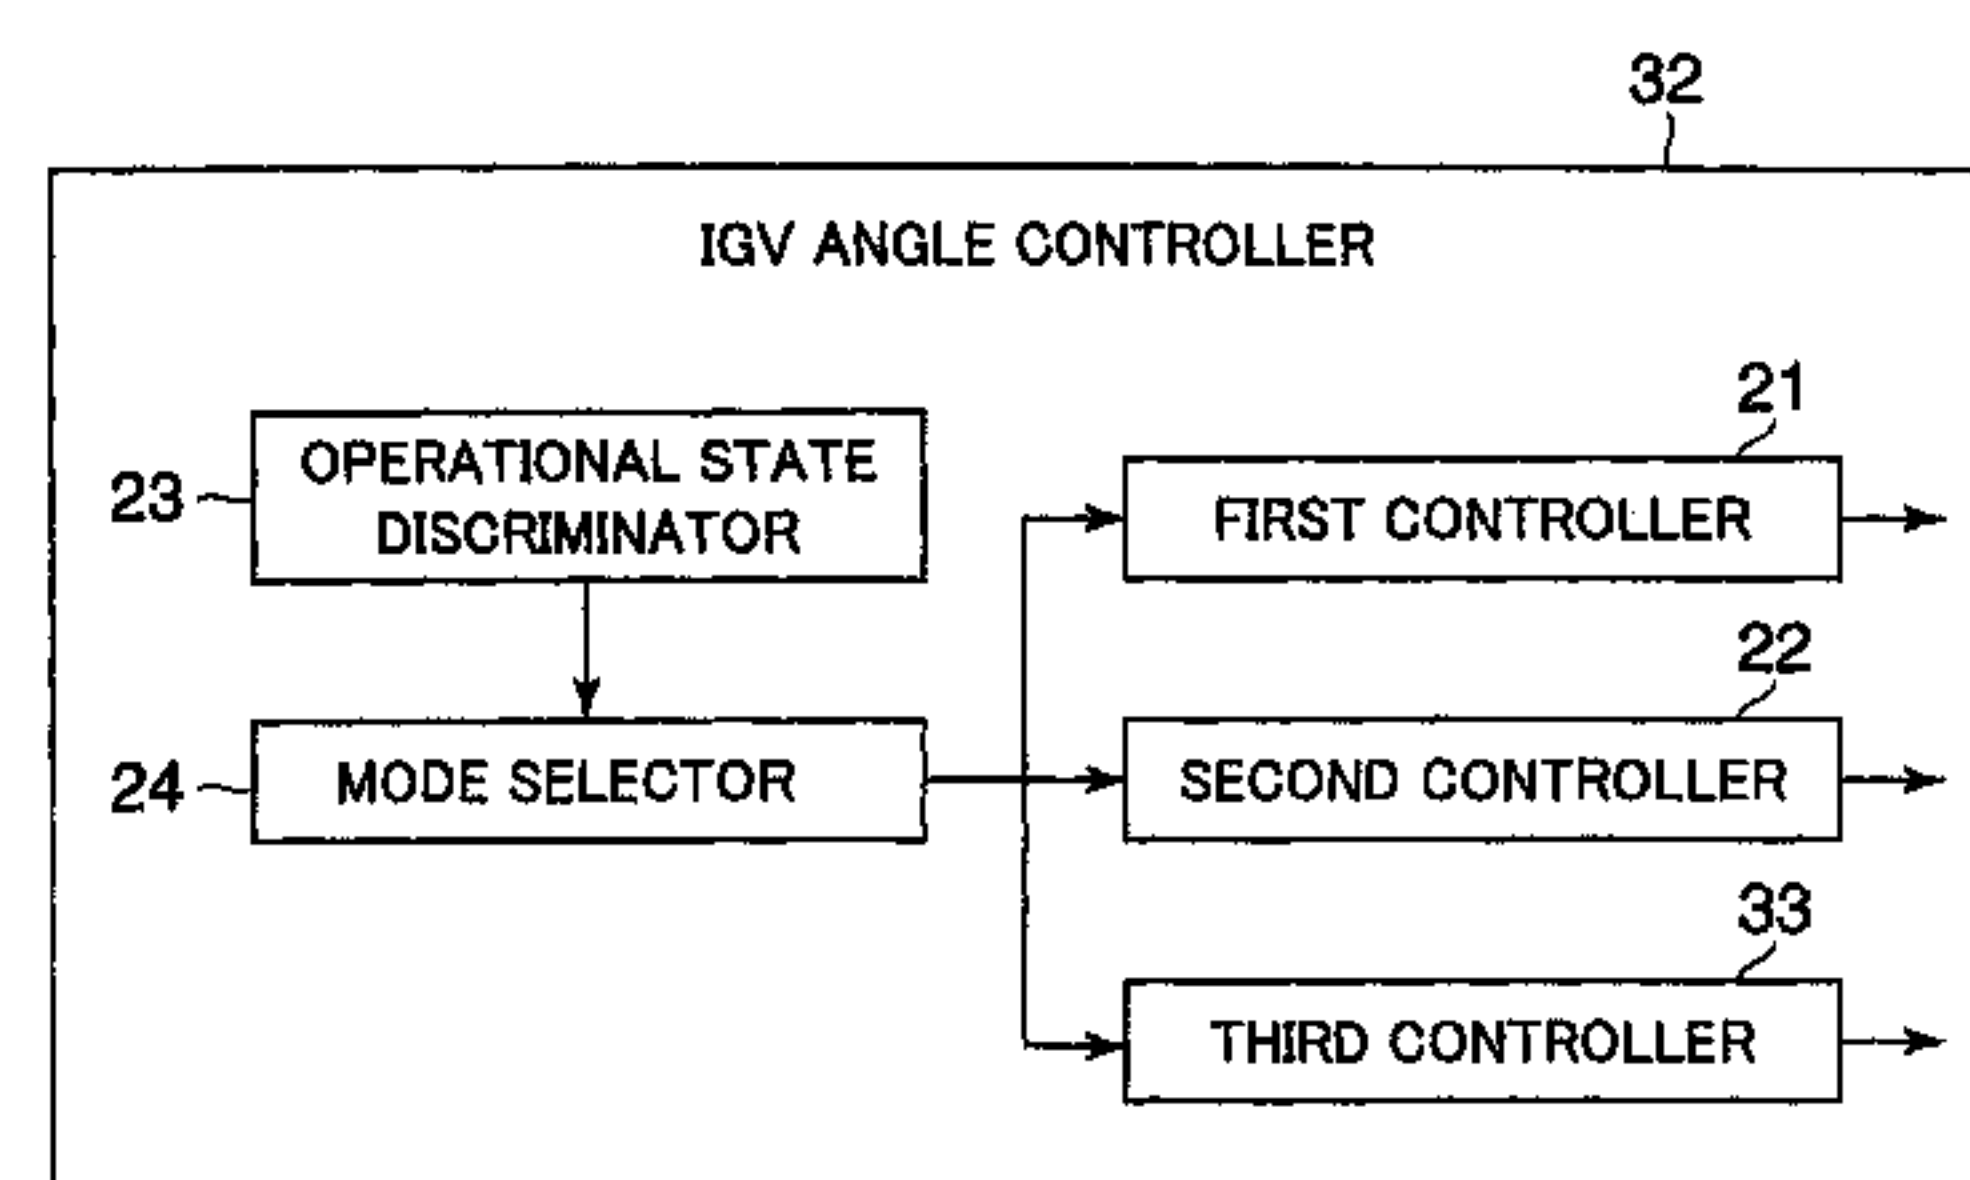 32
IGV ANGLE CONTROLLER
21
23
OPERATIONAL STATE
DISCRIMINATOR
FIRST CONTROLLER
22
24
MODE SELECTOR
SECOND CONTROLLER
33
THIRD CONTROLLER